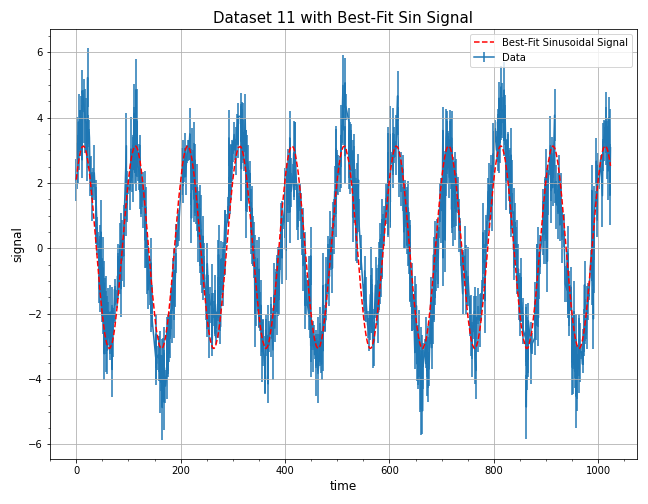 Dataset 11 with Best-Fit Sin Signal
Best-Fit Sinusoidal Signal
Data
6
4
2
0
−2
−4
−6
signal
0
200
400
600
800
1000
time